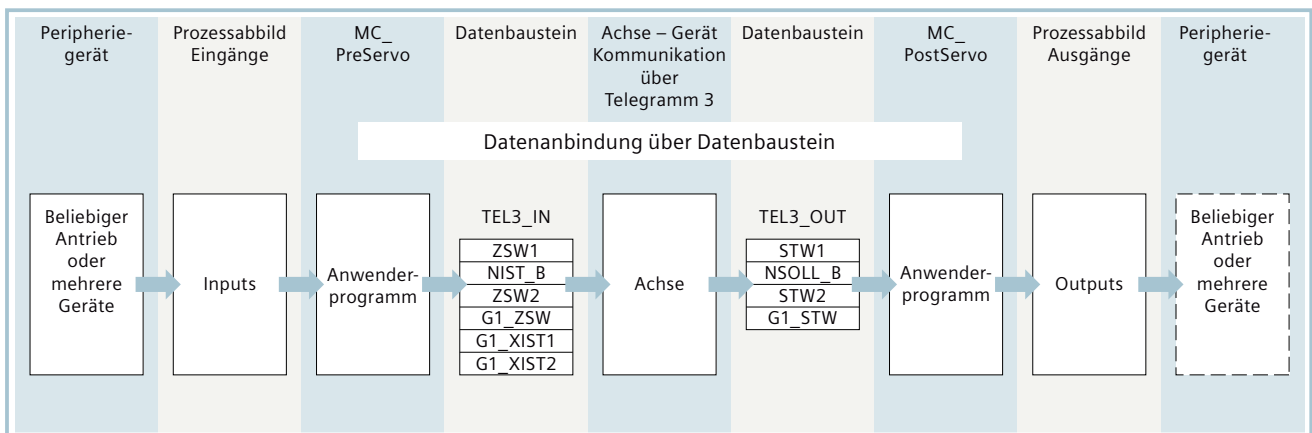 Peripherie-
gerät
Prozessabbild
Eingänge
MC_
PreServo
Datenbaustein
Achse – Gerät
Kommunikation
über
Telegramm 3
Datenbaustein
MC_
PostServo
Prozessabbild
Ausgänge
Peripherie-
gerät
Datenanbindung über Datenbaustein
Beliebiger
Antrieb
oder
mehrere
Geräte
Inputs
Anwender-
programm
TEL3_IN
ZSW1
NIST_B
ZSW2
G1_ZSW
G1_XIST1
G1_XIST2
Achse
TEL3_OUT
STW1
NSOLL_B
STW2
G1_STW
Anwender-
programm
Outputs
Beliebiger
Antrieb
oder
mehrere
Geräte